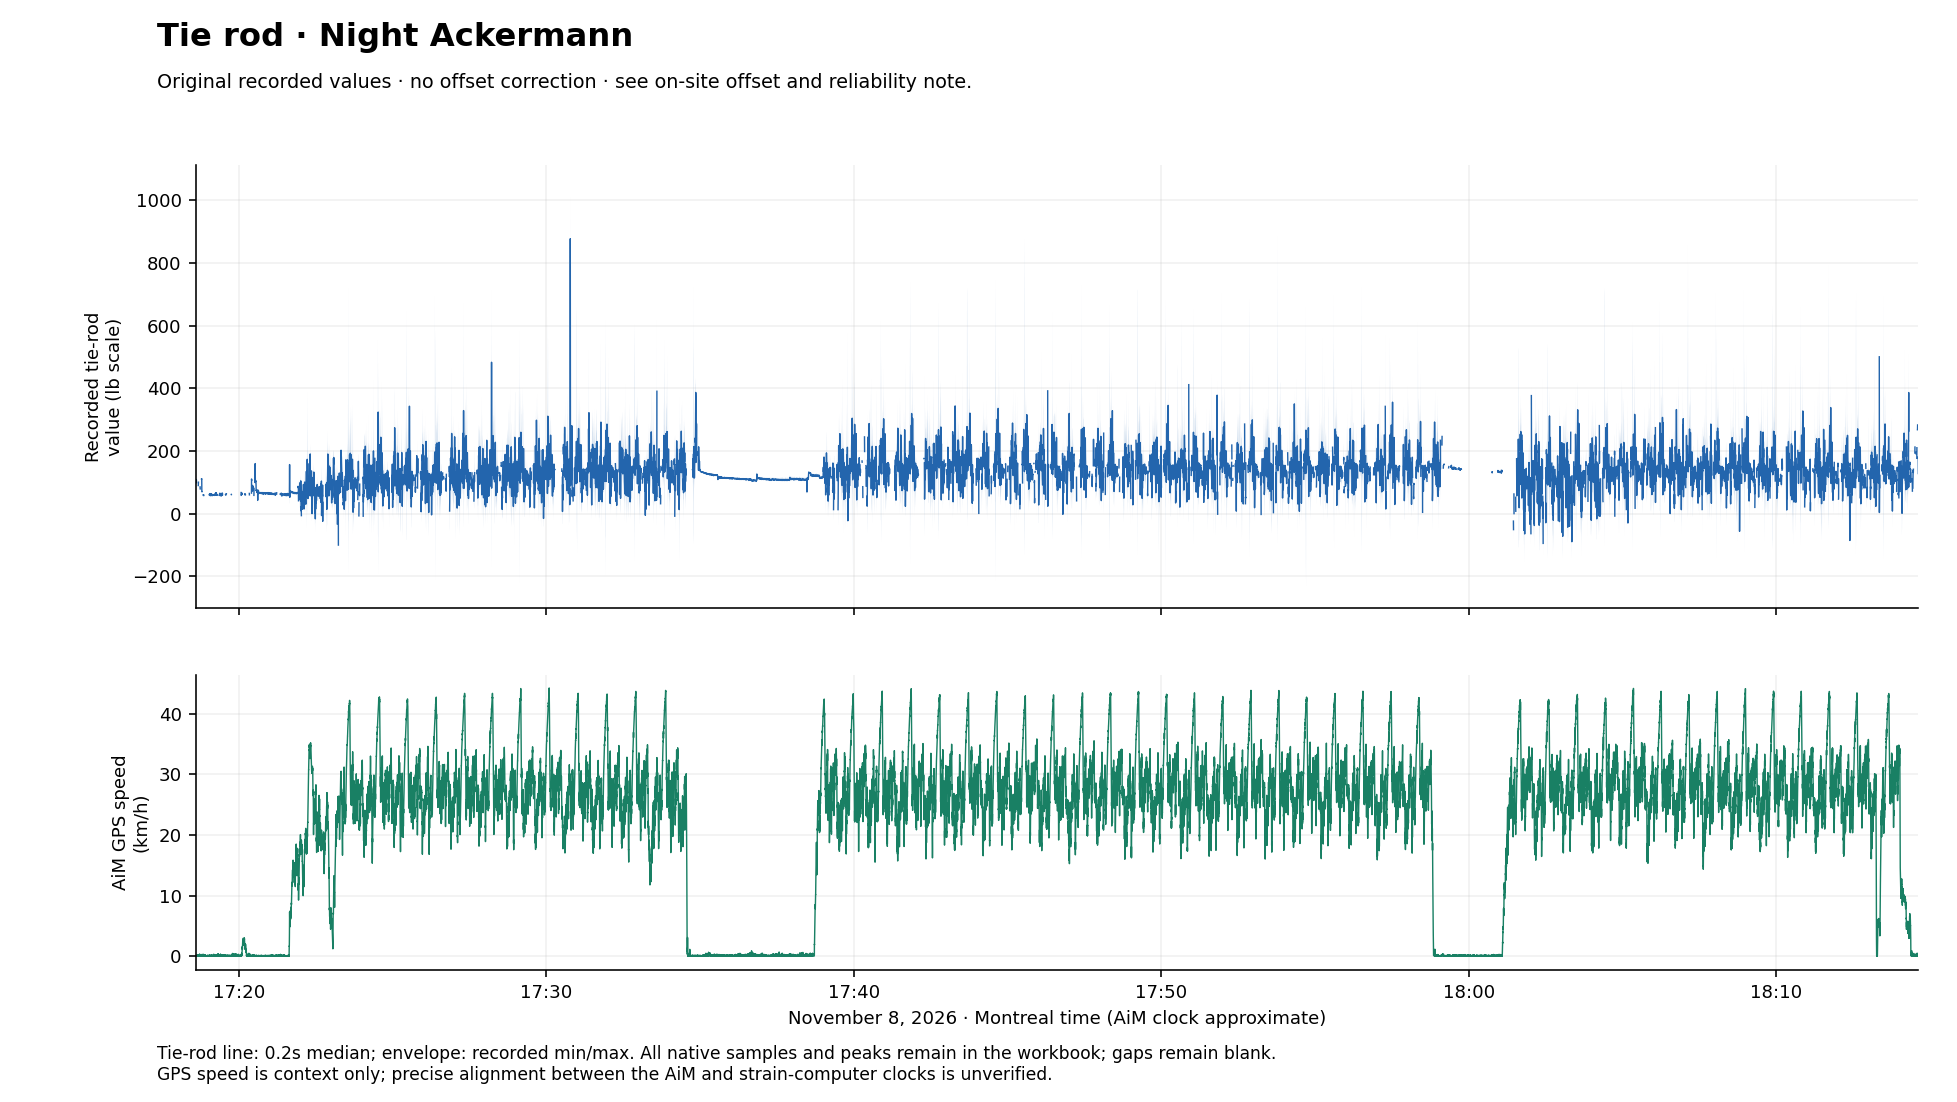 Tie rod · Night Ackermann
Original recorded values · no offset correction · see on-site offset and reliability note.
Recorded tie-rod
value (lb scale)
1000
800
600
400
200
0
−200
AiM GPS speed
(km/h)
40
30
20
10
0
17:20
17:30
17:40
17:50
18:00
18:10
November 8, 2026 · Montreal time (AiM clock approximate)
Tie-rod line: 0.2s median; envelope: recorded min/max. All native samples and peaks remain in the workbook; gaps remain blank.
GPS speed is context only; precise alignment between the AiM and strain-computer clocks is unverified.